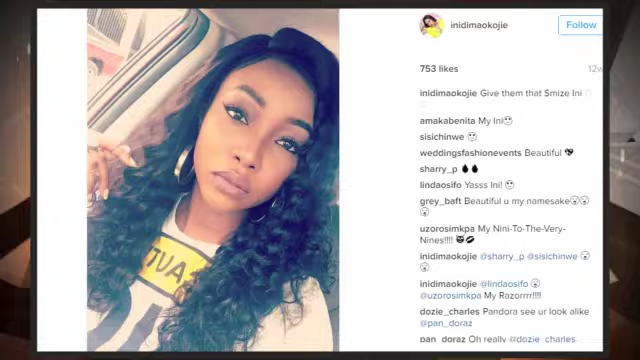 inidimaokojie
Follow
753 likes
12w
inidimaokojie Give them that $mize Ini
amakabenita My Ini
sisichinwe
weddingsfashionevents Beautiful
sharry_p
lindaosifo Yasss Ini!
grey_baft Beautiful u my namesake
uzorosimkpa My Nini-To-The-Very-
Nines!!!!
inidimaokojie @sharry_p @sisichinwe
inidimaokojie @lindaosifo
@uzorosimkpa My Razorrrr!!!!
dozie_charles Pandora see ur look alike
@pan_doraz
pan_doraz Oh really @dozie_charles